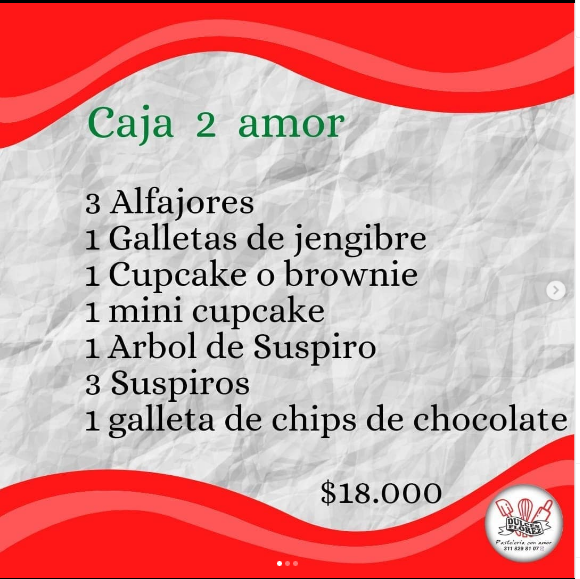 Caja 2 amor
3 Alfajores
1 Galletas de jengibre
1 Cupcake o brownie
1 mini cupcake
1 Arbol de Suspiro
3 Suspiros
1 galleta de chips de chocolate
$18.000
Pastelería con amor